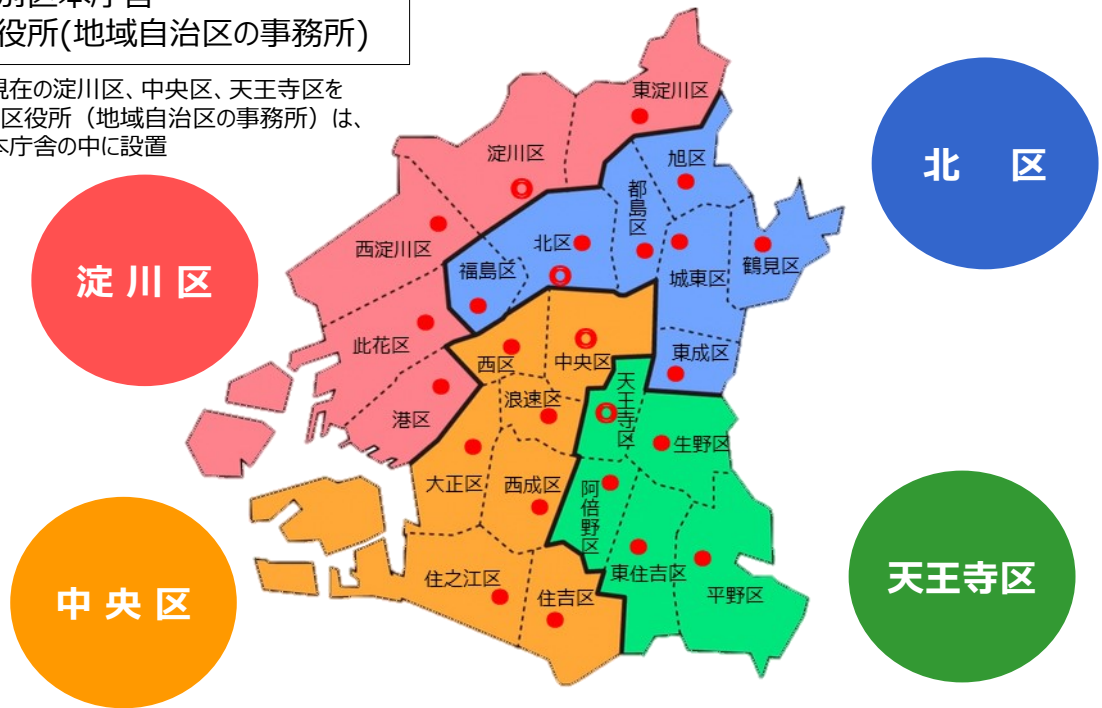 別区本庁舎
役所(地域自治区の事務所)
現在の淀川区、中央区、天王寺区を
区役所（地域自治区の事務所）は、
本庁舎の中に設置
東淀川区
淀川区
旭区
都島区
北　区
西淀川区
北区
福島区
城東区
鶴見区
淀川区
此花区
西区
中央区
東成区
港区
浪速区
天王寺区
生野区
大正区
西成区
阿倍野区
住之江区
住吉区
東住吉区
平野区
中央区
天王寺区